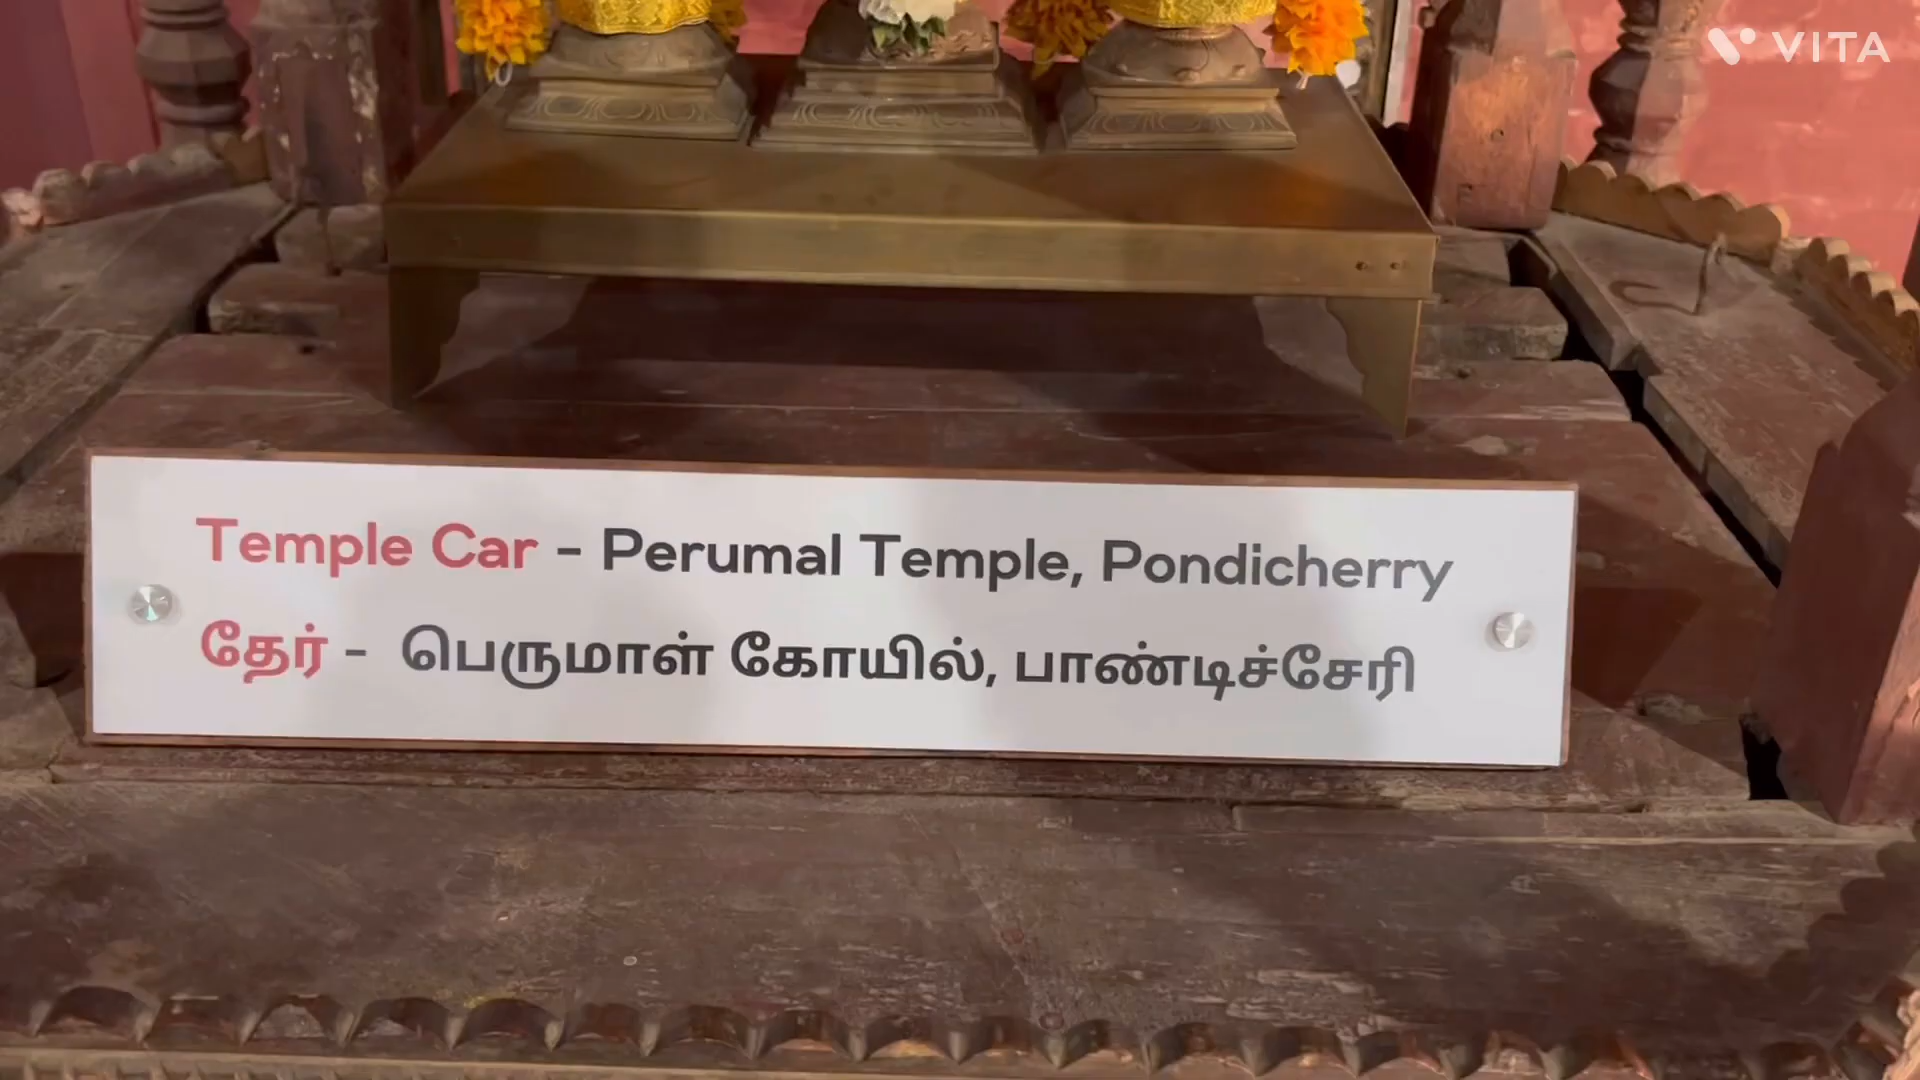 VITA
Temple Car - Perumal Temple, Pondicherry
தேர் - பெருமாள் கோயில், பாண்டிச்சேரி